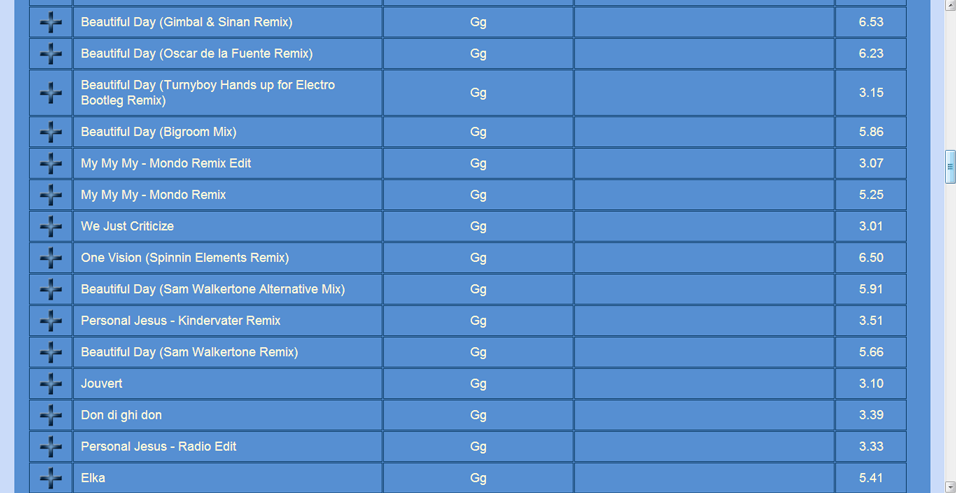 Beautiful Day (Gimbal & Sinan Remix) Gg 6.53
Beautiful Day (Oscar de la Fuente Remix) Gg 6.23
Beautiful Day (Turnyboy Hands up for Electro
Bootleg Remix) Gg 3.15
Beautiful Day (Bigroom Mix) Gg 5.86
My My My - Mondo Remix Edit Gg 3.07
My My My - Mondo Remix Gg 5.25
We Just Criticize Gg 3.01
One Vision (Spinnin Elements Remix) Gg 6.50
Beautiful Day (Sam Walkertone Alternative Mix) Gg 5.91
Personal Jesus - Kindervater Remix Gg 3.51
Beautiful Day (Sam Walkertone Remix) Gg 5.66
Jouvert Gg 3.10
Don di ghi don Gg 3.39
Personal Jesus - Radio Edit Gg 3.33
Elka Gg 5.41